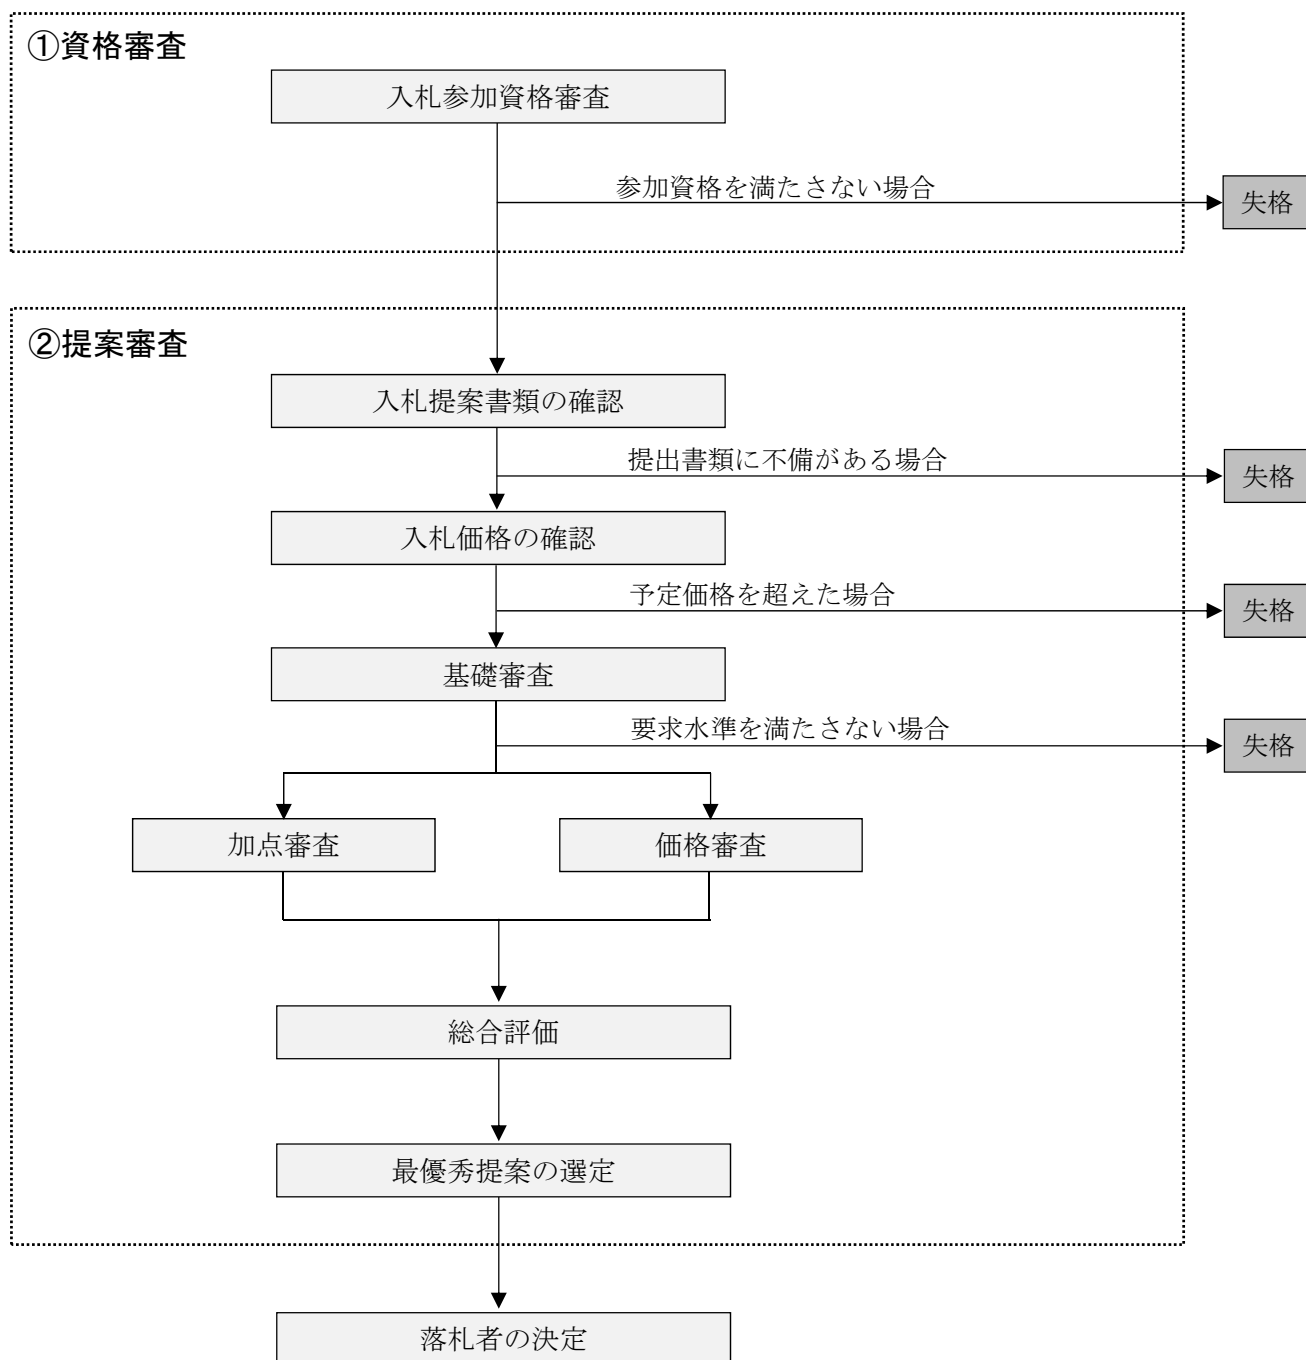 ①資格審査
入札参加資格審査
参加資格を満たさない場合
失格
②提案審査
入札提案書類の確認
提出書類に不備がある場合
失格
入札価格の確認
予定価格を超えた場合
失格
基礎審査
要求水準を満たさない場合
失格
加点審査
価格審査
総合評価
最優秀提案の選定
落札者の決定